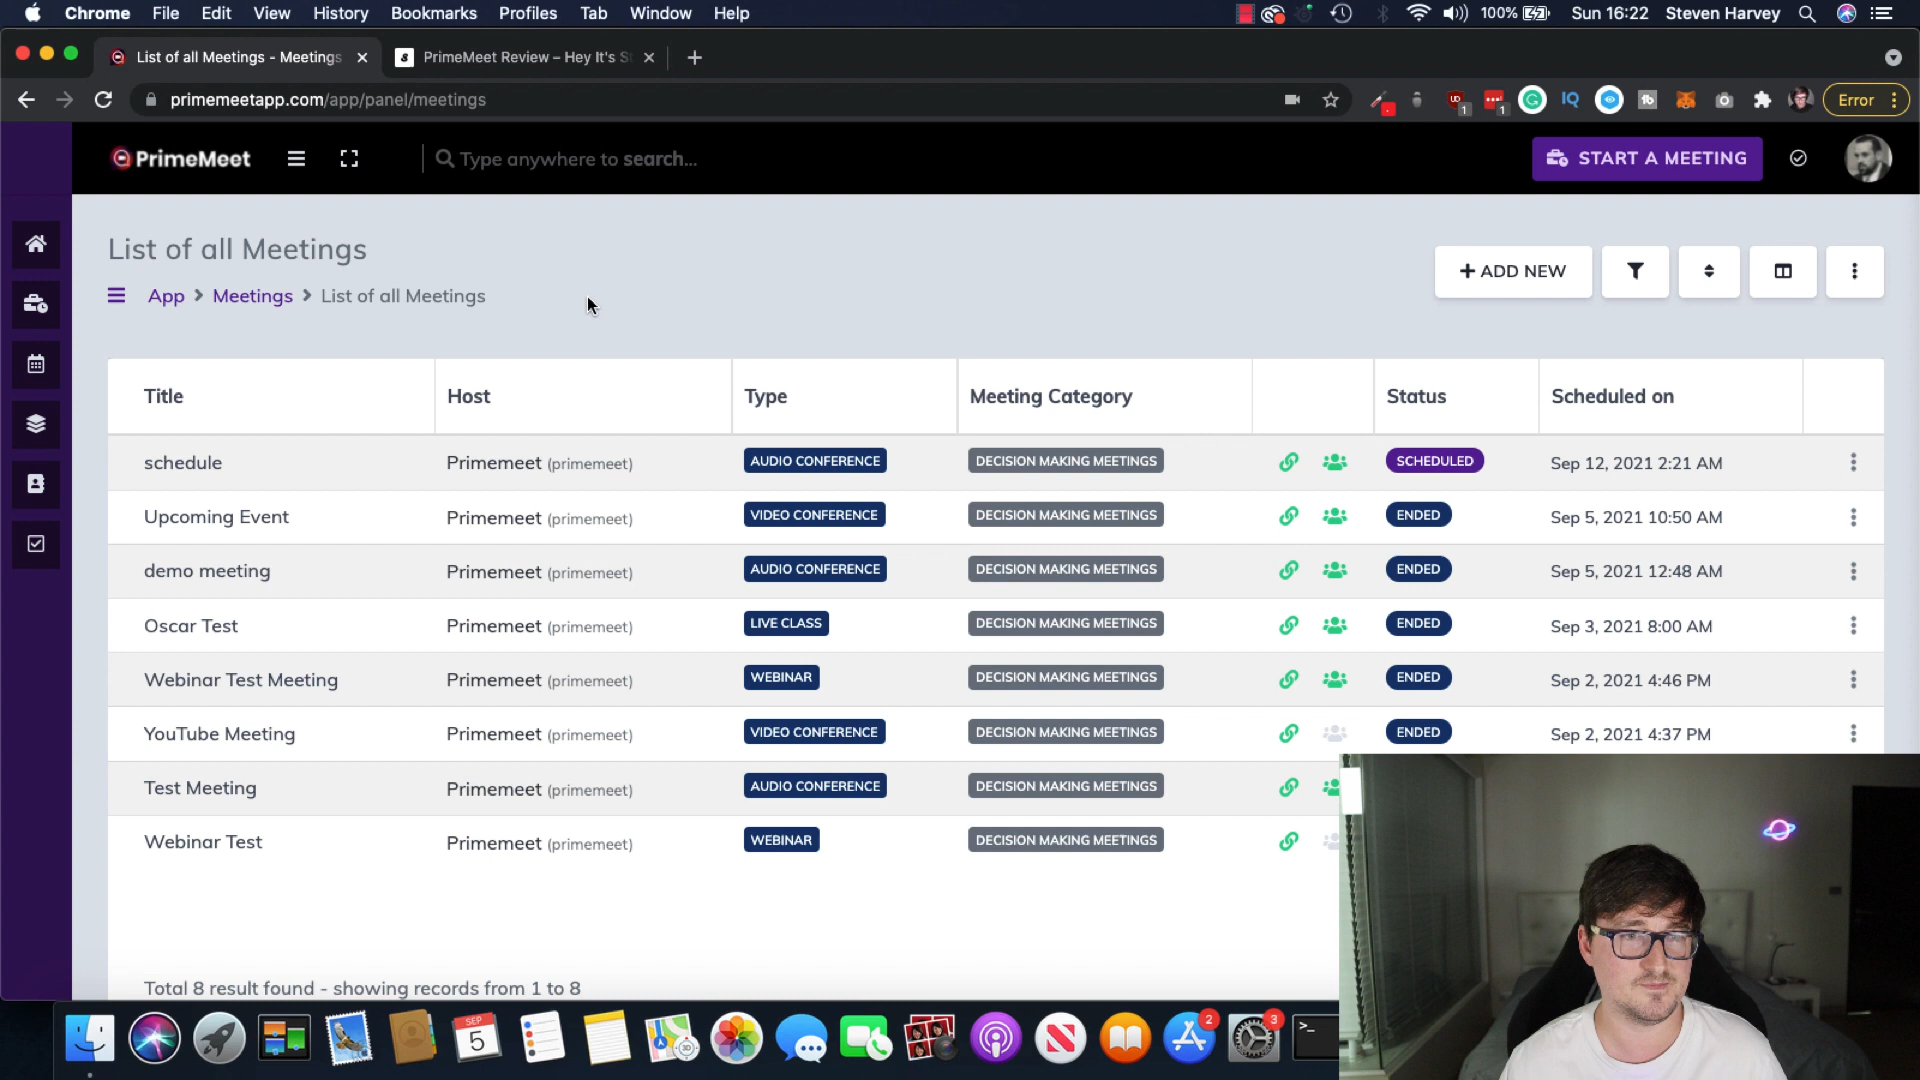 Chrome File Edit View History Bookmarks Profiles Tab Window Help 100% Sun 16:22 Steven Harvey
List of all Meetings - Meetings PrimeMeet Review – Hey It's St
primemeetapp.com/app/panel/meetings 1 1 IQ Error
PrimeMeet Type anywhere to search... START A MEETING
List of all Meetings
App Meetings List of all Meetings
+ ADD NEW
Title Host Type Meeting Category Status Scheduled on
schedule Primemeet (primemeet) AUDIO CONFERENCE DECISION MAKING MEETINGS SCHEDULED Sep 12, 2021 2:21 AM
Upcoming Event Primemeet (primemeet) VIDEO CONFERENCE DECISION MAKING MEETINGS ENDED Sep 5, 2021 10:50 AM
demo meeting Primemeet (primemeet) AUDIO CONFERENCE DECISION MAKING MEETINGS ENDED Sep 5, 2021 12:48 AM
Oscar Test Primemeet (primemeet) LIVE CLASS DECISION MAKING MEETINGS ENDED Sep 3, 2021 8:00 AM
Webinar Test Meeting Primemeet (primemeet) WEBINAR DECISION MAKING MEETINGS ENDED Sep 2, 2021 4:46 PM
YouTube Meeting Primemeet (primemeet) VIDEO CONFERENCE DECISION MAKING MEETINGS ENDED Sep 2, 2021 4:37 PM
Test Meeting Primemeet (primemeet) AUDIO CONFERENCE DECISION MAKING MEETINGS
Webinar Test Primemeet (primemeet) WEBINAR DECISION MAKING MEETINGS
Total 8 result found - showing records from 1 to 8
SEP
5 2 3